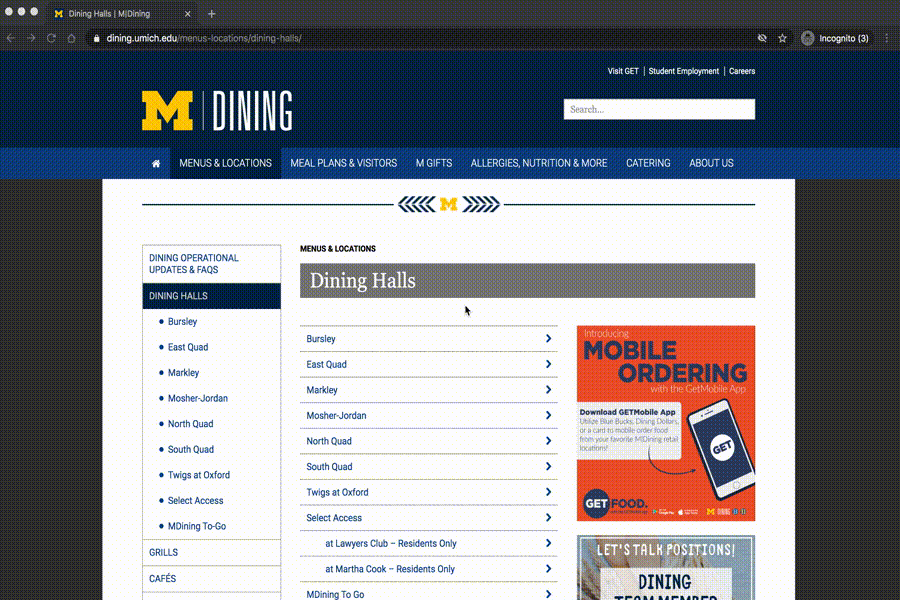 Dining Halls | M|Dining
dining.umich.edu/menus-locations/dining-halls/
Incognito (3)
Visit GET | Student Employment | Careers
M | DINING
Search...
MENUS & LOCATIONS
MEAL PLANS & VISITORS
M GIFTS
ALLERGIES, NUTRITION & MORE
CATERING
ABOUT US
M
DINING OPERATIONAL
UPDATES & FAQS
DINING HALLS
Bursley
East Quad
Markley
Mosher-Jordan
North Quad
South Quad
Twigs at Oxford
Select Access
MDining To-Go
GRILLS
CAFÉS
MENUS & LOCATIONS
Dining Halls
Bursley
East Quad
Markley
Mosher-Jordan
North Quad
South Quad
Twigs at Oxford
Select Access
at Lawyers Club – Residents Only
at Martha Cook – Residents Only
MDining To Go
Introducing
MOBILE
ORDERING
with the GetMobile App
Download GETMobile App
Utilize Blue Bucks, Dining Dollars,
or a card to mobile order food
from your favorite M|Dining retail
locations!
GET
GET FOOD.
LET'S TALK POSITIONS!
DINING
TEAM MEMBER